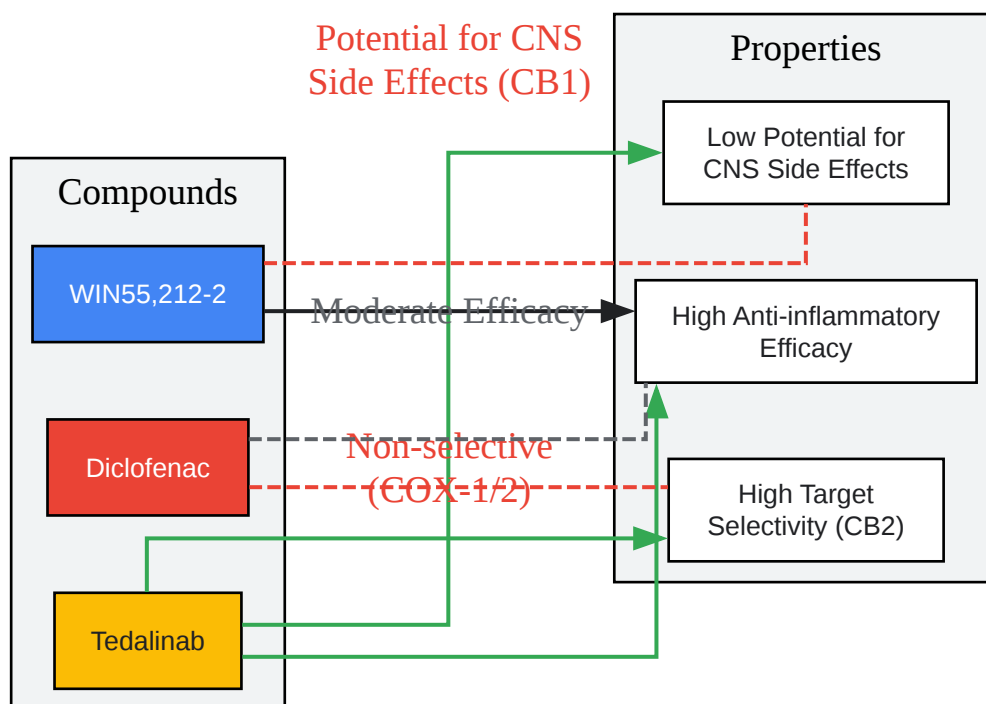 Potential for CNS
Side Effects (CB1)
Properties
Low Potential for
CNS Side Effects
Compounds
WIN55,212-2
Moderate Efficacy
High Anti-inflammatory
Efficacy
Diclofenac
Non-selective
(COX-1/2)
High Target
Selectivity (CB2)
Tedalinab